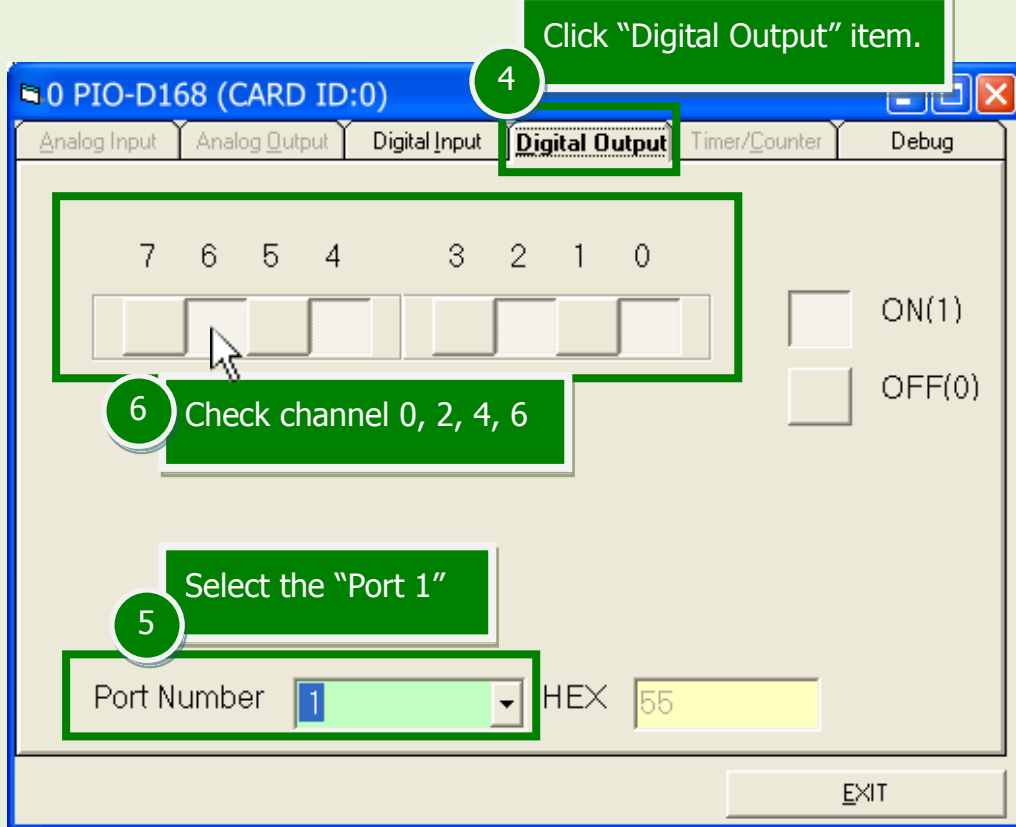 Click “Digital Output” item.
4
0 PIO-D168 (CARD ID:0)
Analog Input Analog Output Digital Input Digital Output Timer/Counter Debug
7 6 5 4 3 2 1 0
ON(1)
OFF(0)
6 Check channel 0, 2, 4, 6
Select the “Port 1”
5
Port Number 1 HEX 55
EXIT